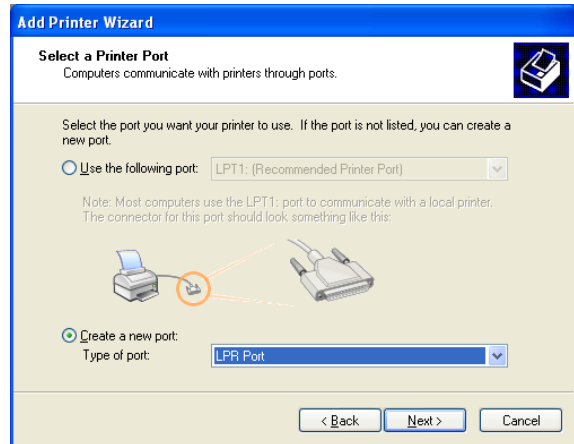 Add Printer Wizard
Select a Printer Port
Computers communicate with printers through ports.
Select the port you want your printer to use. If the port is not listed, you can create a
new port.
Use the following port: LPT1: (Recommended Printer Port)
Note: Most computers use the LPT1: port to communicate with a local printer.
The connector for this port should look something like this:
Create a new port:
Type of port: LPR Port
< Back Next > Cancel